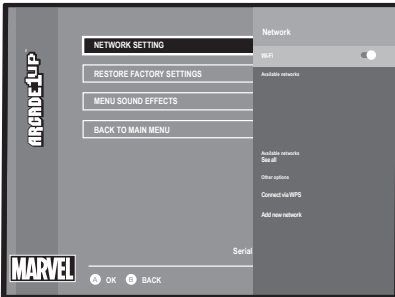 ARCADE1UP
NETWORK SETTING
RESTORE FACTORY SETTINGS
MENU SOUND EFFECTS
BACK TO MAIN MENU
Serial
MARVEL
A OK B BACK
Network
Wi-Fi
Available networks
Available networks
See all
Other options
Connect via WPS
Add new network